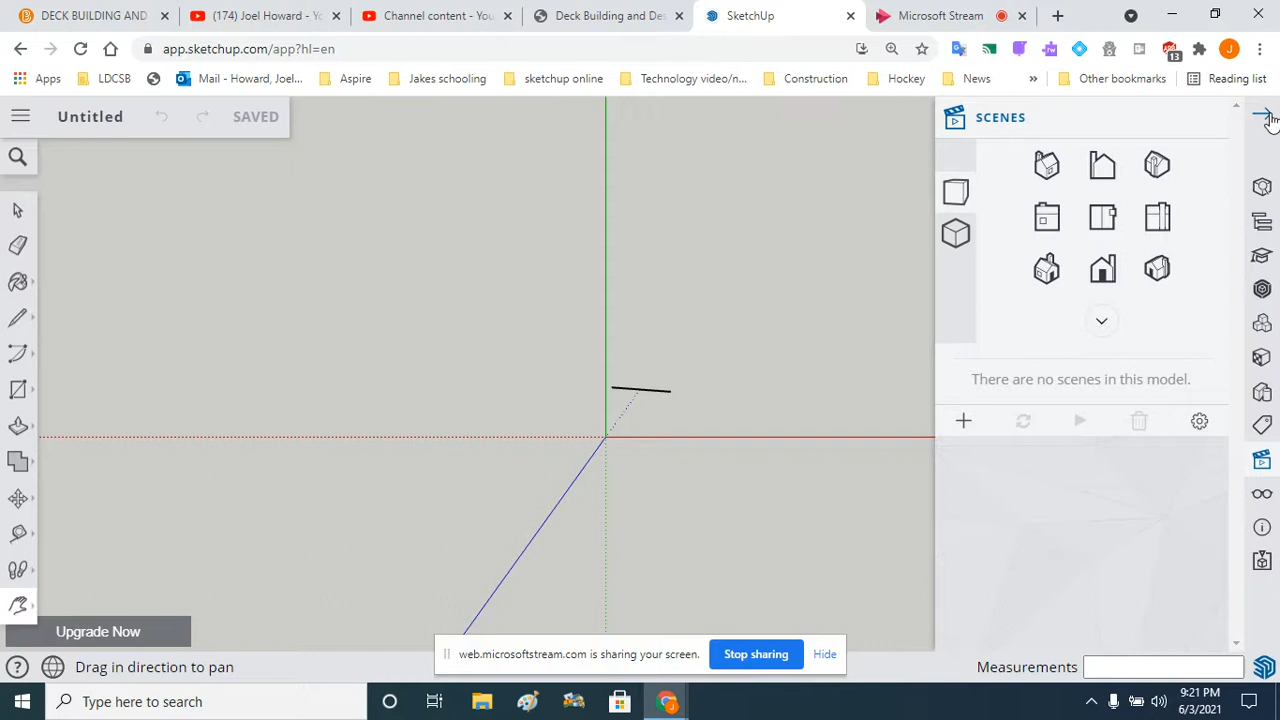 DECK BUILDING AND
(174) Joel Howard - Yo
Channel content - You
Deck Building and Des
SketchUp
Microsoft Stream
app.sketchup.com/app?hl=en
13
J
Apps
LDCSB
Mail - Howard, Joel...
Aspire
Jakes schooling
sketchup online
Technology video/n...
Construction
Hockey
News
»
Other bookmarks
Reading list
Untitled
SAVED
SCENES
There are no scenes in this model.
Upgrade Now
web.microsoftstream.com is sharing your screen.
Stop sharing
Hide
Drag in direction to pan
Measurements
Type here to search
9:21 PM
6/3/2021